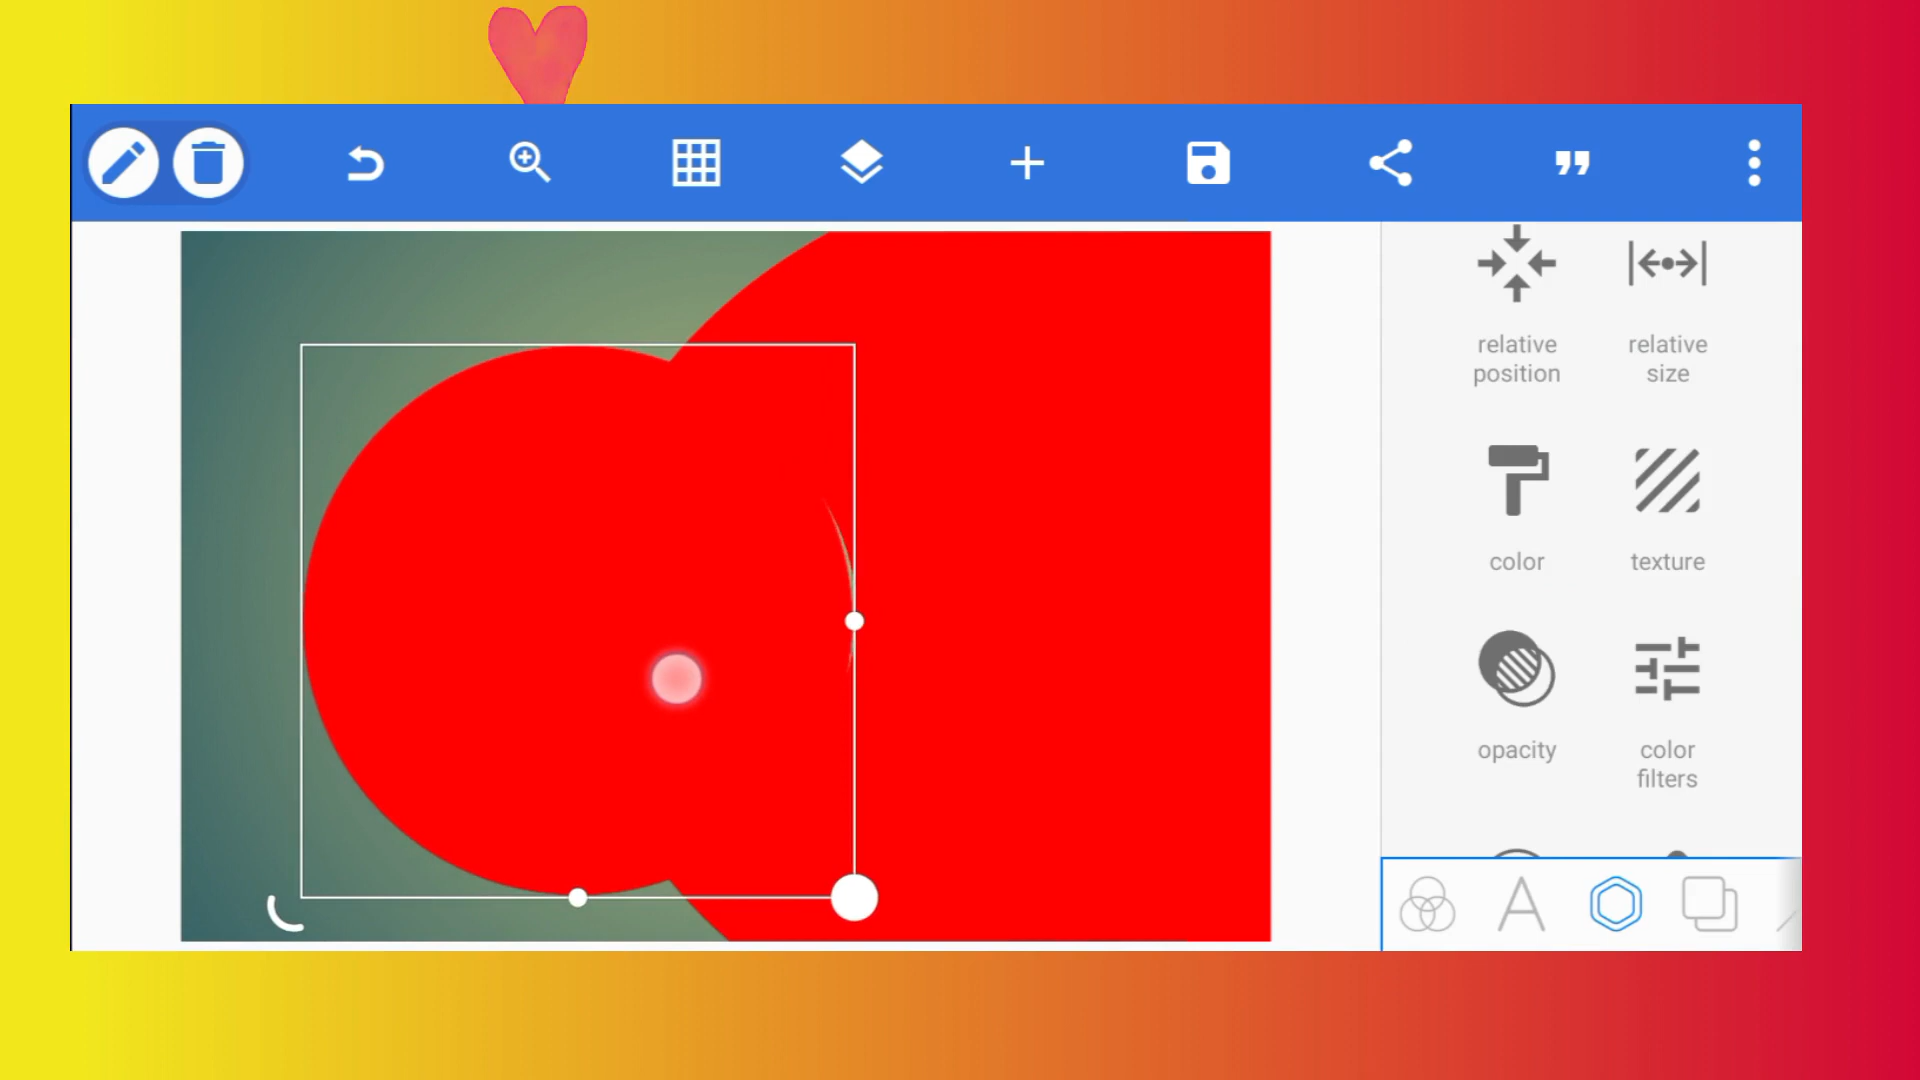 relative
position
relative
size
color
texture
opacity
color
filters